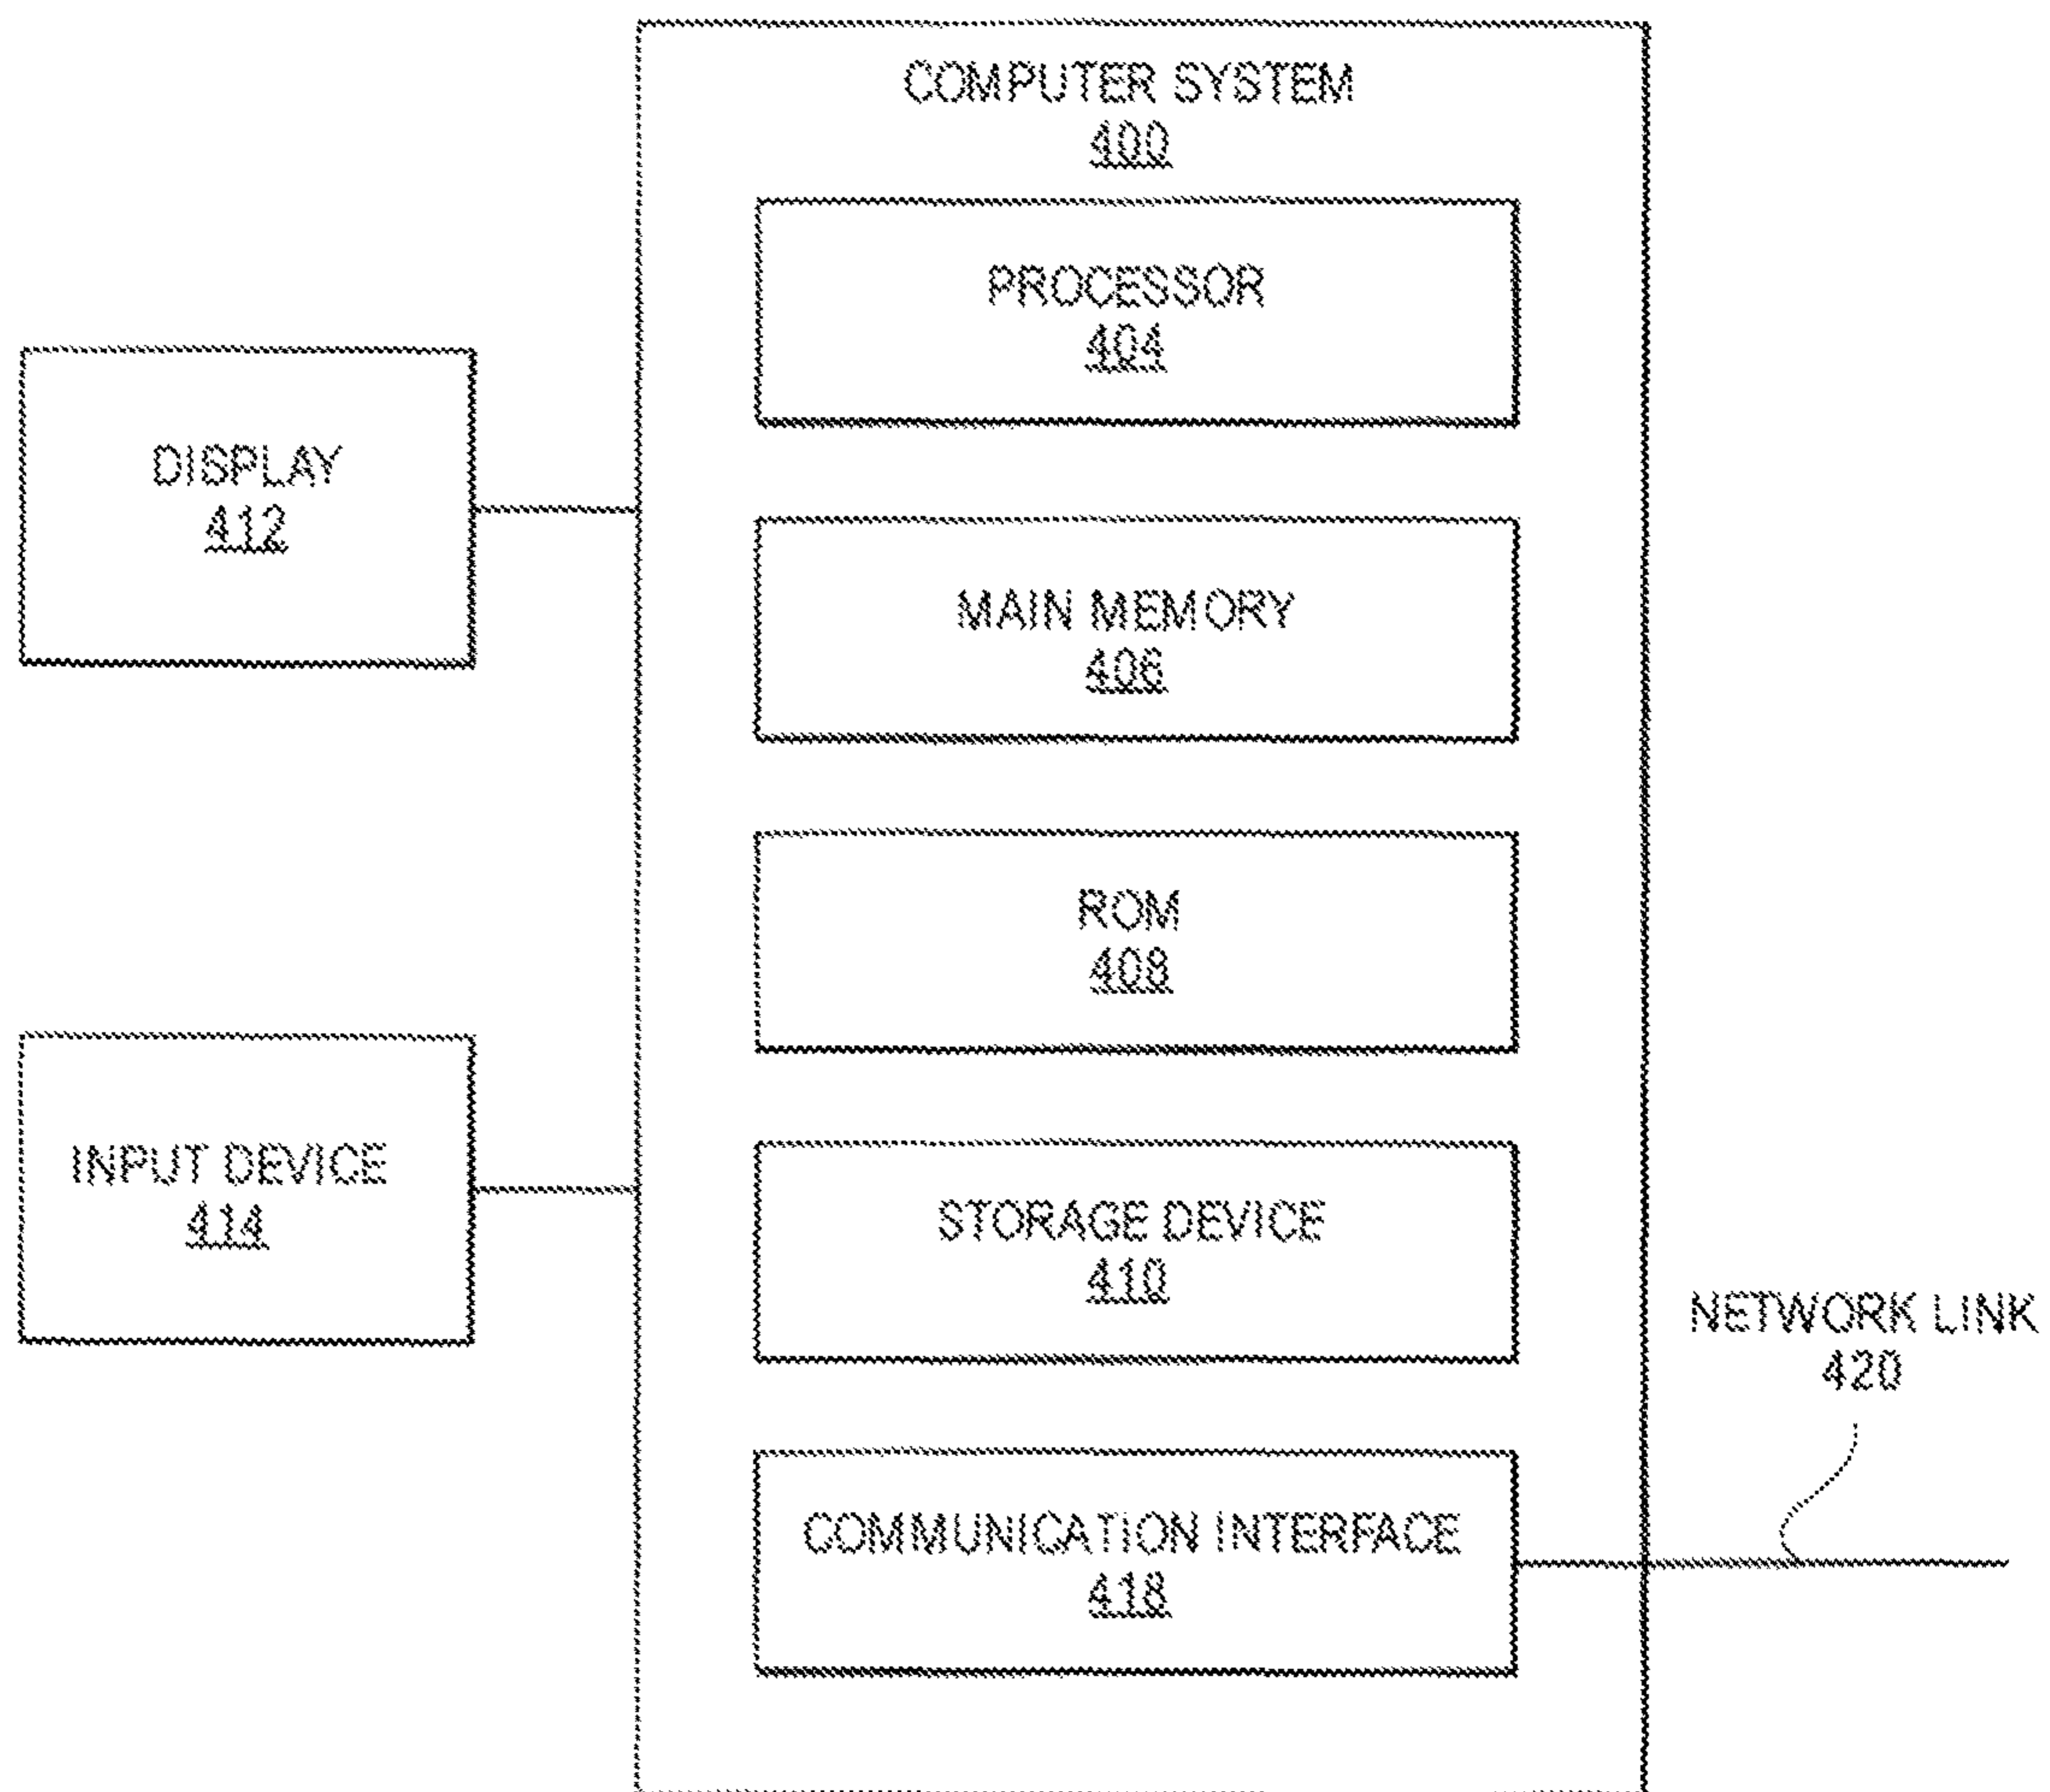 COMPUTER SYSTEM
400
PROCESSOR
404
DISPLAY
412
MAIN MEMORY
406
ROM
408
INPUT DEVICE
414
STORAGE DEVICE
410
NETWORK LINK
420
COMMUNICATION INTERFACE
418